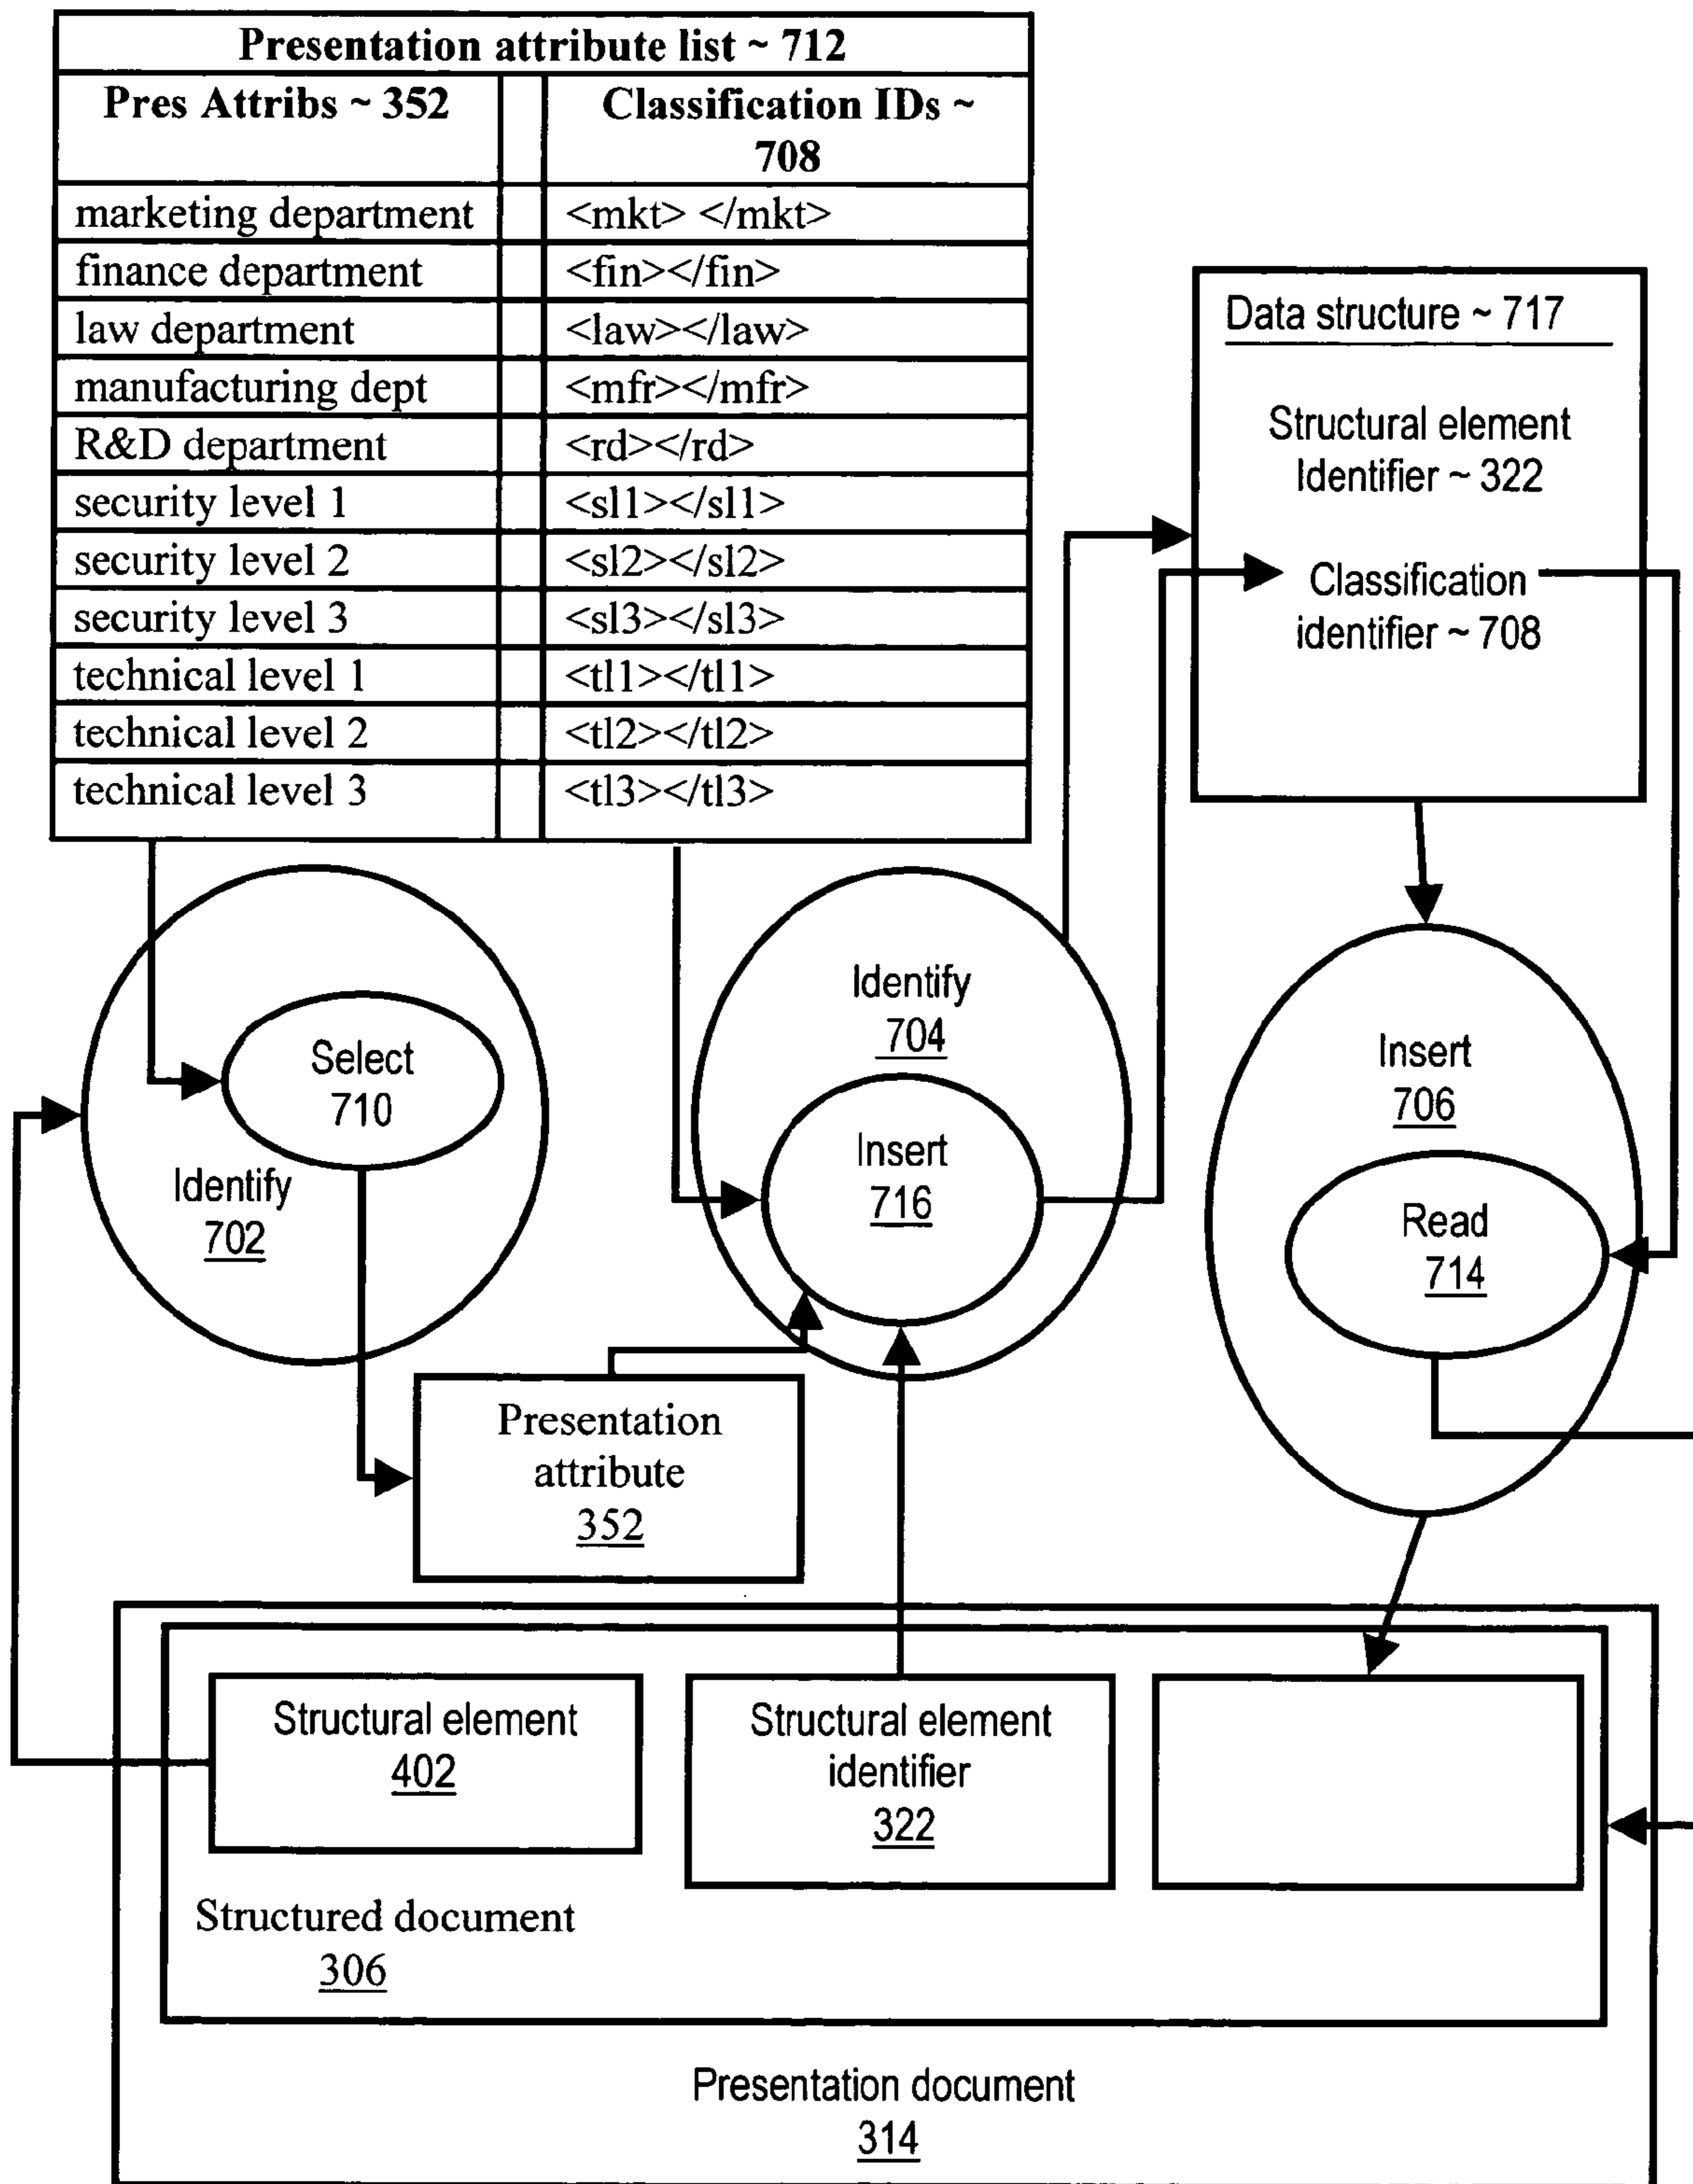 Presentation attribute list ~ 712
Pres Attribs ~ 352 Classification IDs ~
708
marketing department <mkt> </mkt>
finance department <fin></fin>
law department <law></law>
manufacturing dept <mfr></mfr>
R&D department <rd></rd>
security level 1 <sl1></sl1>
security level 2 <sl2></sl2>
security level 3 <sl3></sl3>
technical level 1 <tl1></tl1>
technical level 2 <tl2></tl2>
technical level 3 <tl3></tl3>
Data structure ~ 717
Structural element
Identifier ~ 322
Classification
identifier ~ 708
Select
710
Identify
702
Identify
704
Insert
716
Insert
706
Read
714
Presentation
attribute
352
Structural element
402
Structural element
identifier
322
Structured document
306
Presentation document
314